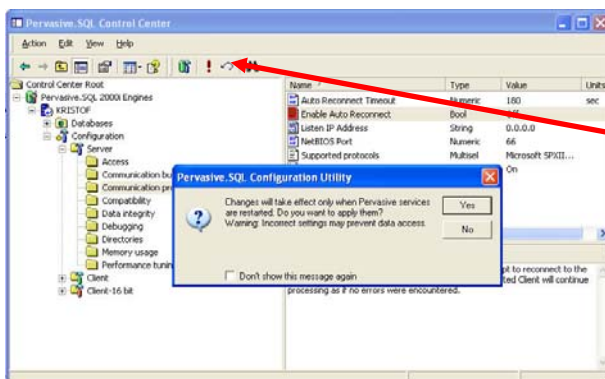 Pervasive.SQL Control Center
Action Edit View Help
Control Center Root
Pervasive.SQL 2000i Engines
KRISTOF
Databases
Configuration
Server
Access
Communication bu
Communication pr
Compatibility
Data integrity
Debugging
Directories
Memory usage
Performance tunin
Client
Client-16 bit
Name Type Value Units
Auto Reconnect Timeout Numeric 180 sec
Enable Auto Reconnect Bool
Listen IP Address String 0.0.0.0
NetBIOS Port Numeric 66
Supported protocols Multisel Microsoft SPXII...
On
Pervasive.SQL Configuration Utility
Changes will take effect only when Pervasive services
are restarted. Do you want to apply them?
Warning: Incorrect settings may prevent data access
Yes
No
Don't show this message again
pt to reconnect to the
ted Client will continue
processing as if no errors were encountered.